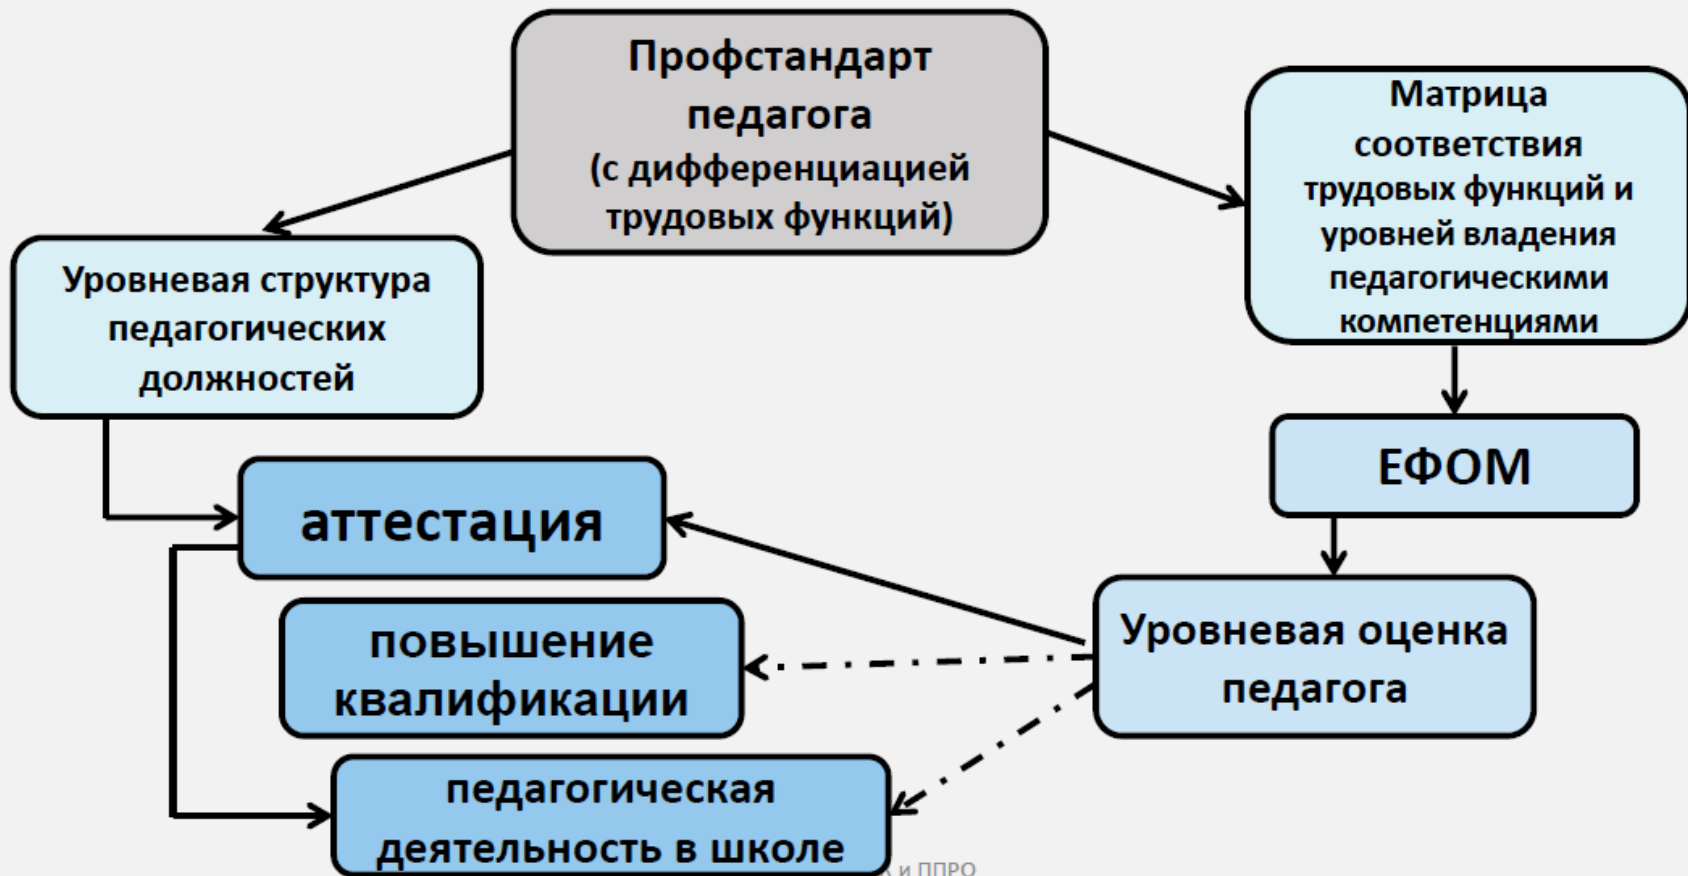 Профстандарт
педагога
(с дифференциацией
трудовых функций)
Матрица
соответствия
трудовых функций и
уровней владения
педагогическими
компетенциями
Уровневая структура
педагогических
должностей
ЕФОМ
аттестация
Уровневая оценка
педагога
повышение
квалификации
педагогическая
деятельность в школе
и ППРО